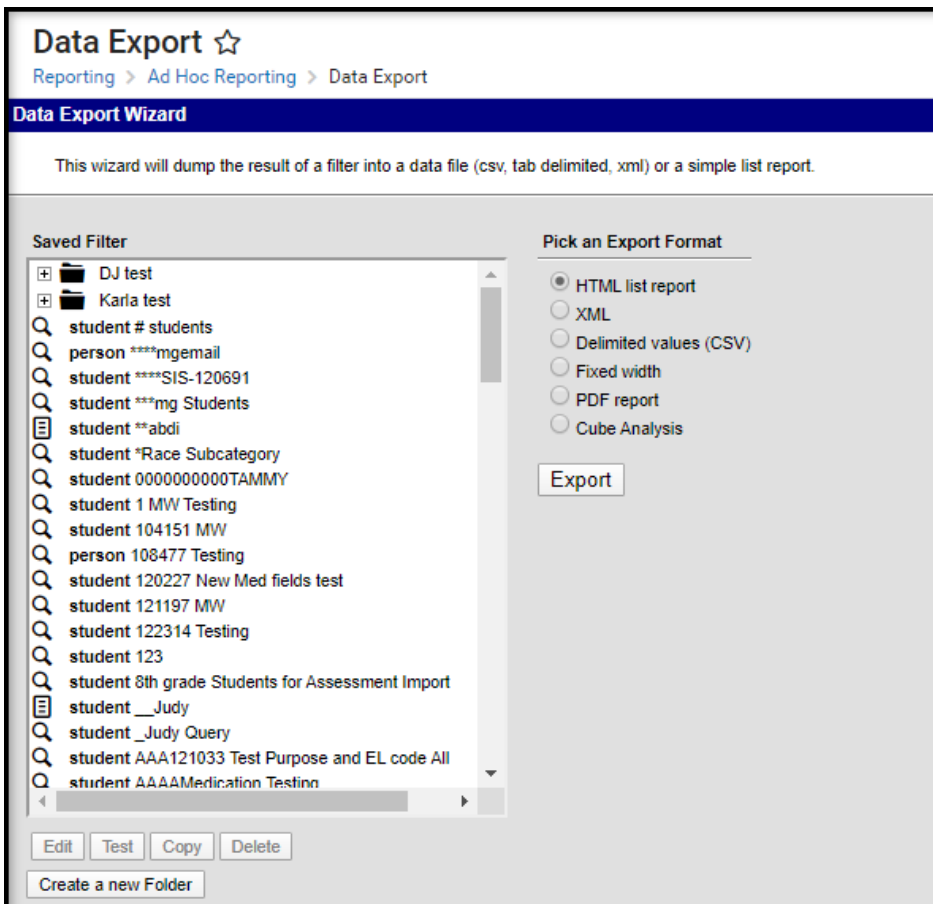 Data Export
Reporting > Ad Hoc Reporting > Data Export
Data Export Wizard
This wizard will dump the result of a filter into a data file (csv, tab delimited, xml) or a simple list report.
Saved Filter
DJ test
Karla test
student # students
person ****mgemail
student ****SIS-120691
student ***mg Students
student **abdi
student *Race Subcategory
student 0000000000TAMMY
student 1 MW Testing
student 104151 MW
person 108477 Testing
student 120227 New Med fields test
student 121197 MW
student 122314 Testing
student 123
student 8th grade Students for Assessment Import
student __Judy
student _Judy Query
student AAA121033 Test Purpose and EL code All
student AAAAMedication Testing
Edit Test Copy Delete
Create a new Folder
Pick an Export Format
HTML list report
XML
Delimited values (CSV)
Fixed width
PDF report
Cube Analysis
Export